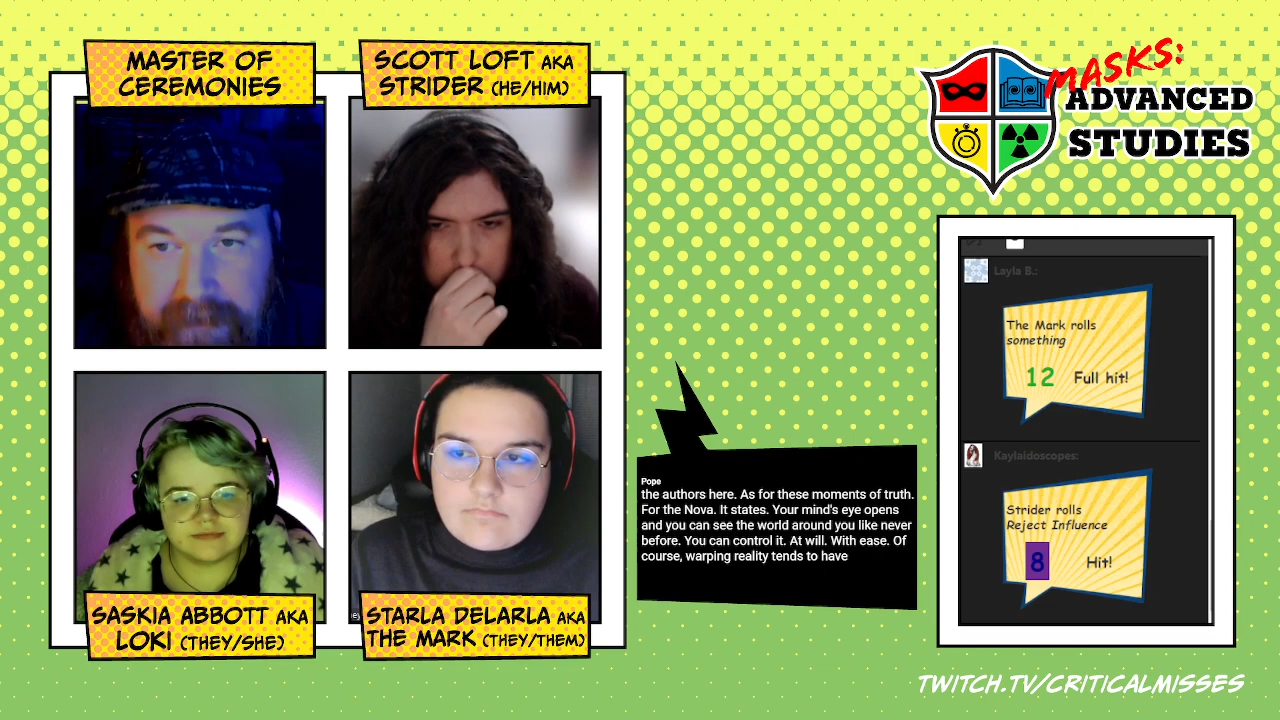 MASTER OF
CEREMONIES
SCOTT LOFT AKA
STRIDER (HE/HIM)
SASKIA ABBOTT AKA
LOKI (THEY/SHE)
STARLA DELARLA AKA
THE MARK (THEY/THEM)
Pope
the authors here. As for these moments of truth.
For the Nova. It states. Your mind's eye opens
and you can see the world around you like never
before. You can control it. At will. With ease. Of
course, warping reality tends to have
MASKS:
ADVANCED
STUDIES
Layla B.:
The Mark rolls
something
12 Full hit!
Kaylaidoscopes:
Strider rolls
Reject Influence
8 Hit!
TWITCH.TV/CRITICALMISSES